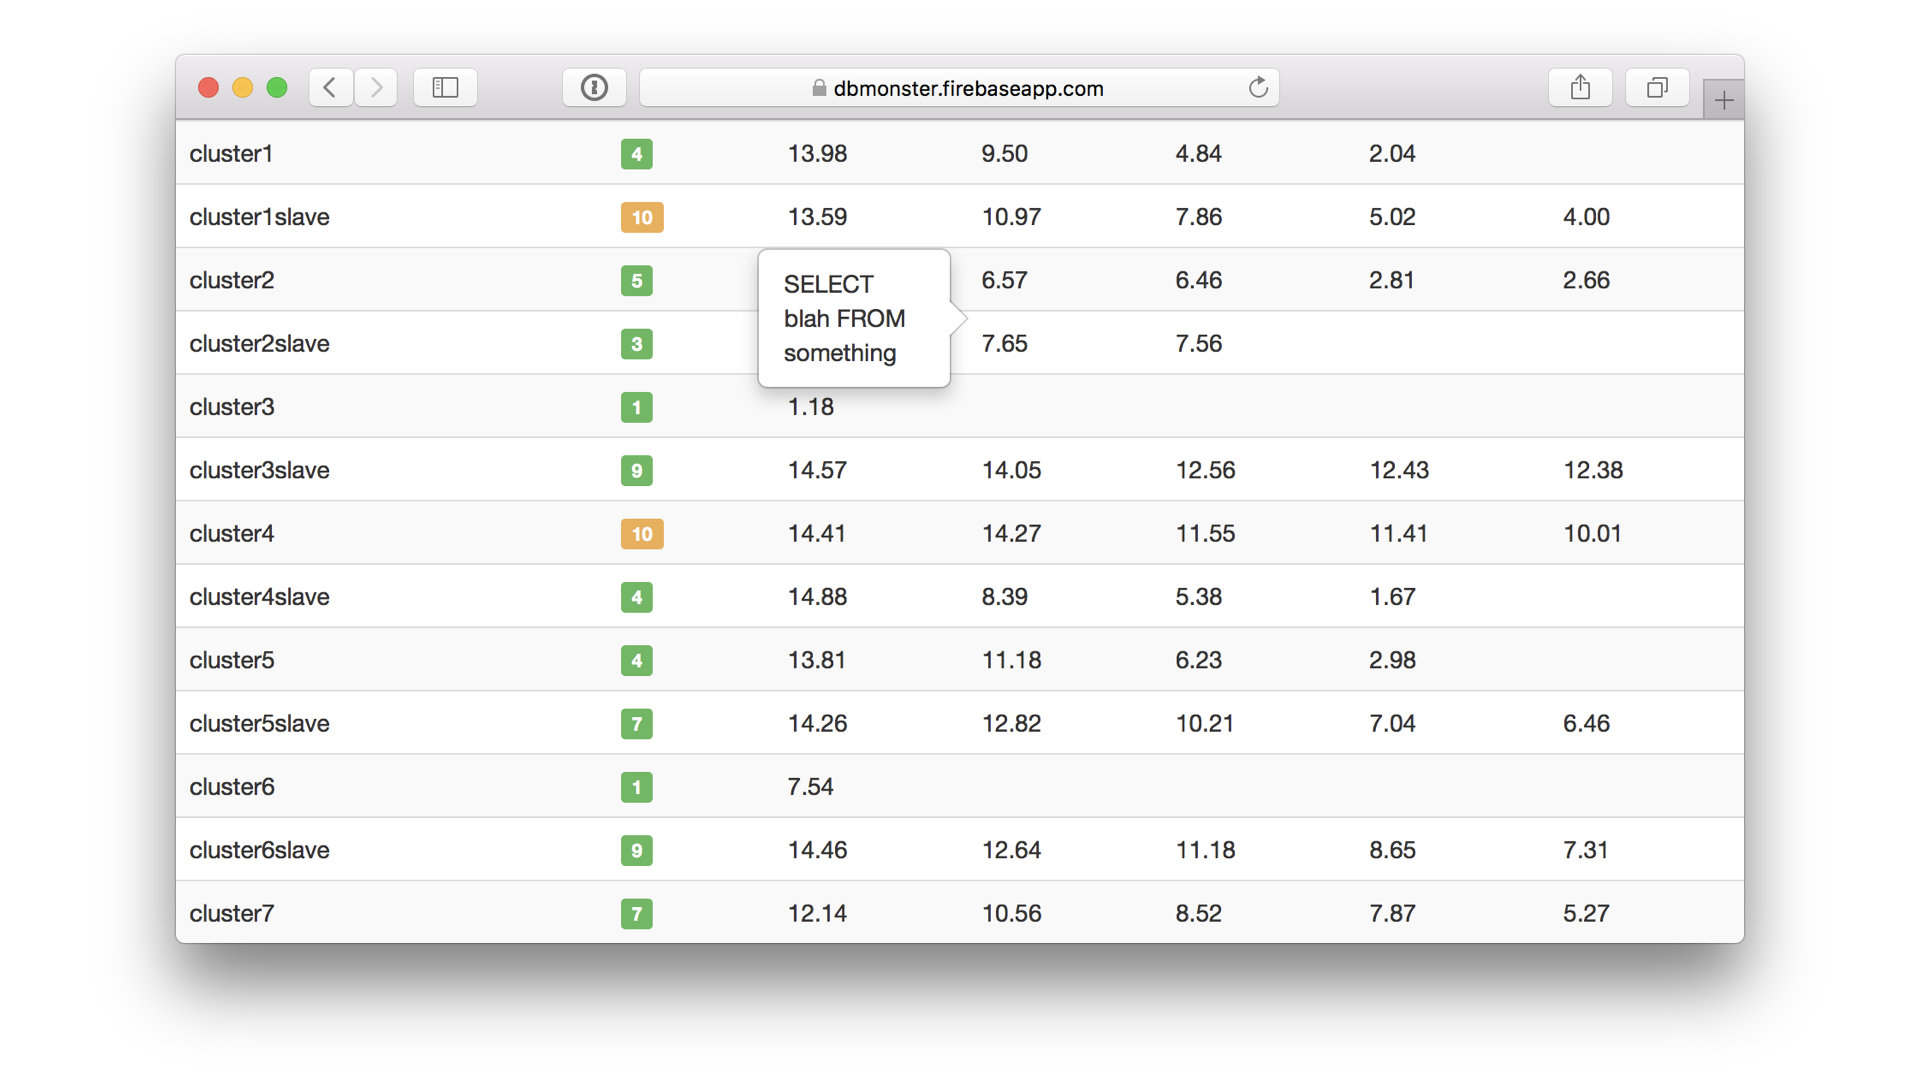 dbmonster.firebaseapp.com
cluster1 4 13.98 9.50 4.84 2.04
cluster1slave 10 13.59 10.97 7.86 5.02 4.00
cluster2 5 6.57 6.46 2.81 2.66
SELECT
blah FROM
something
cluster2slave 3 7.65 7.56
cluster3 1 1.18
cluster3slave 9 14.57 14.05 12.56 12.43 12.38
cluster4 10 14.41 14.27 11.55 11.41 10.01
cluster4slave 4 14.88 8.39 5.38 1.67
cluster5 4 13.81 11.18 6.23 2.98
cluster5slave 7 14.26 12.82 10.21 7.04 6.46
cluster6 1 7.54
cluster6slave 9 14.46 12.64 11.18 8.65 7.31
cluster7 7 12.14 10.56 8.52 7.87 5.27